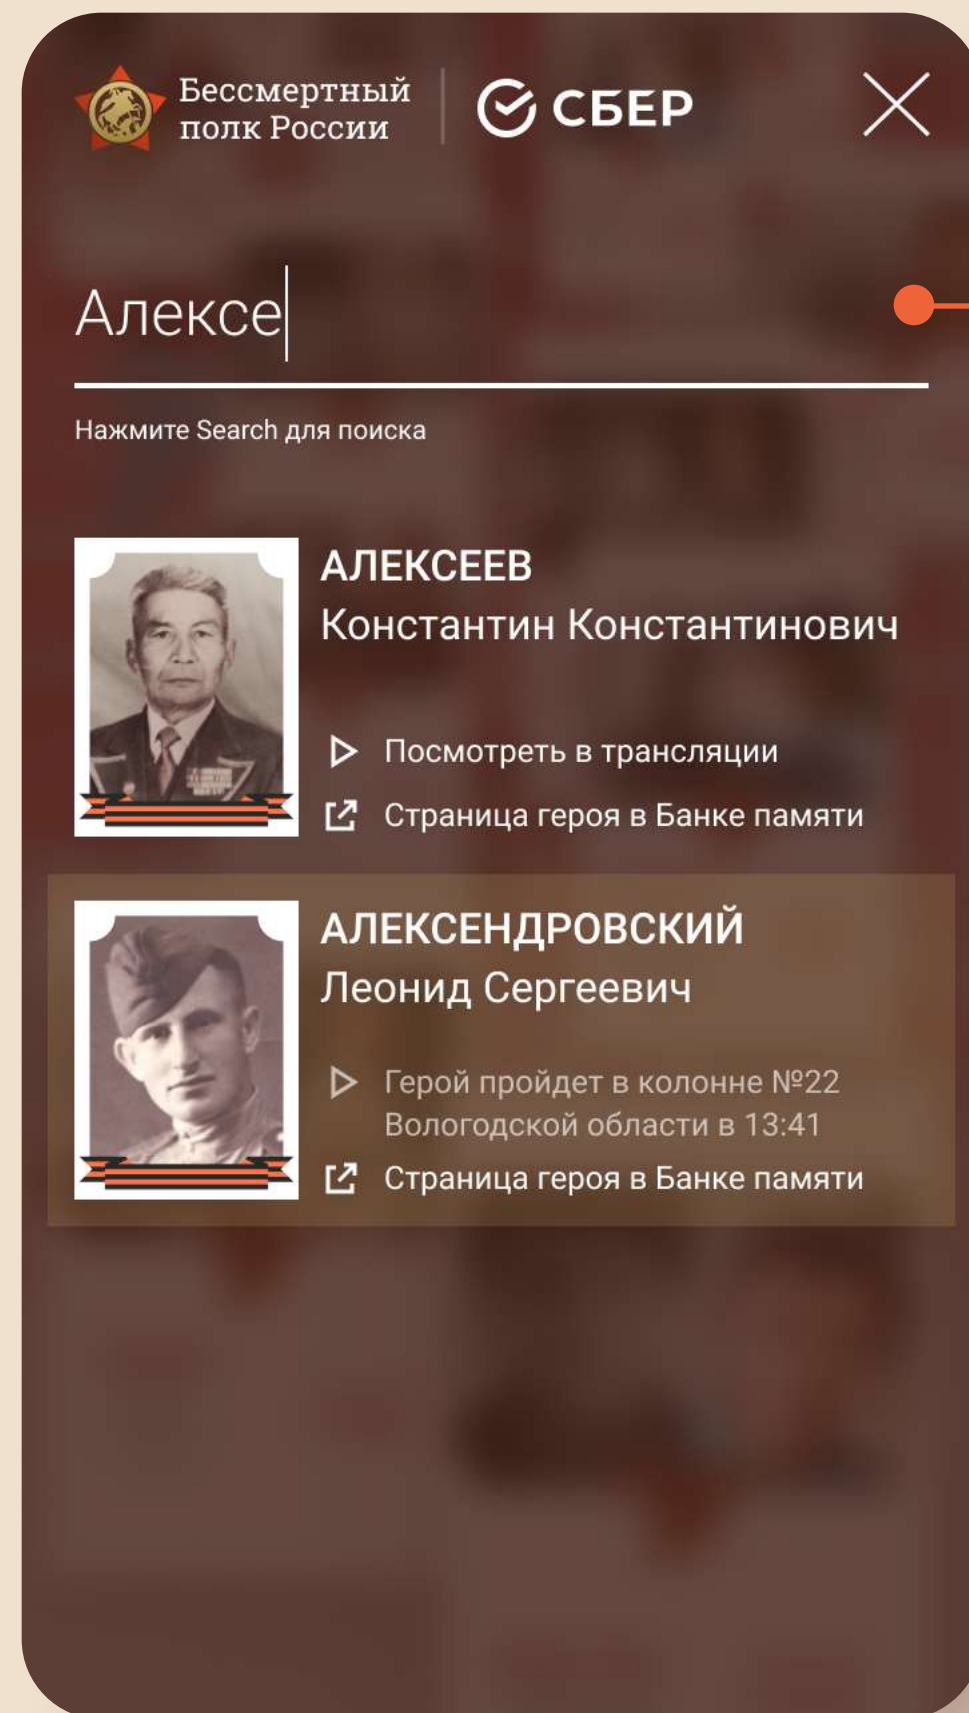 Бессмертный
полк России
СБЕР
Алексе
Нажмите Search для поиска
АЛЕКСЕЕВ
Константин Константинович
Посмотреть в трансляции
Страница героя в Банке памяти
АЛЕКСЕНДРОВСКИЙ
Леонид Сергеевич
Герой пройдет в колонне №22
Вологодской области в 13:41
Страница героя в Банке памяти